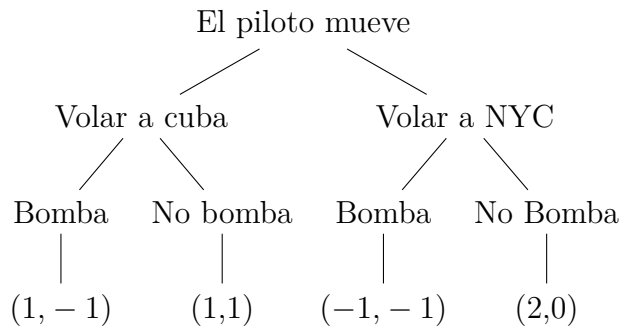 El piloto mueve
Volar a cuba Volar a NYC
Bomba No bomba Bomba No Bomba
(1, − 1) (1,1) (−1, − 1) (2,0)